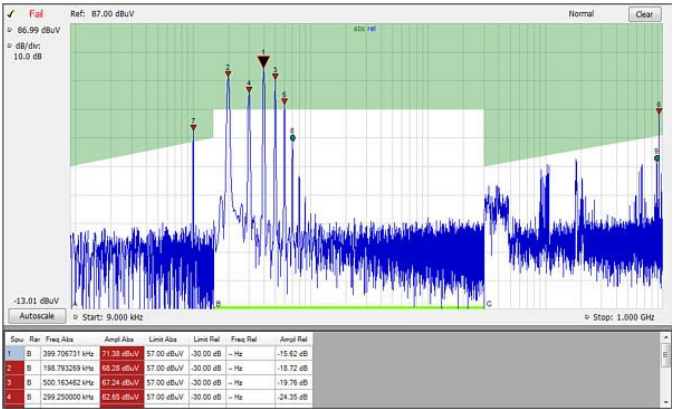 ✓ Fail Ref: 87.00 dBuV Normal Clear
86.99 dBuV
dB/div:
10.0 dB
abs rel
1
2
3
4
6
7
8
8
9
A
B
C
-13.01 dBuV
Autoscale
Start: 9.000 kHz Stop: 1.000 GHz
Spu Rar Freq Abs Ampl Abs Limit Abs Limit Rel Freq Rel Ampl Rel
1 B 399.706731 kHz 71.38 dBuV 57.00 dBuV -30.00 dB -- Hz -15.62 dB
2 B 198.793269 kHz 68.28 dBuV 57.00 dBuV -30.00 dB -- Hz -18.72 dB
3 B 500.163462 kHz 67.24 dBuV 57.00 dBuV -30.00 dB -- Hz -19.76 dB
4 B 299.250000 kHz 62.65 dBuV 57.00 dBuV -30.00 dB -- Hz -24.35 dB